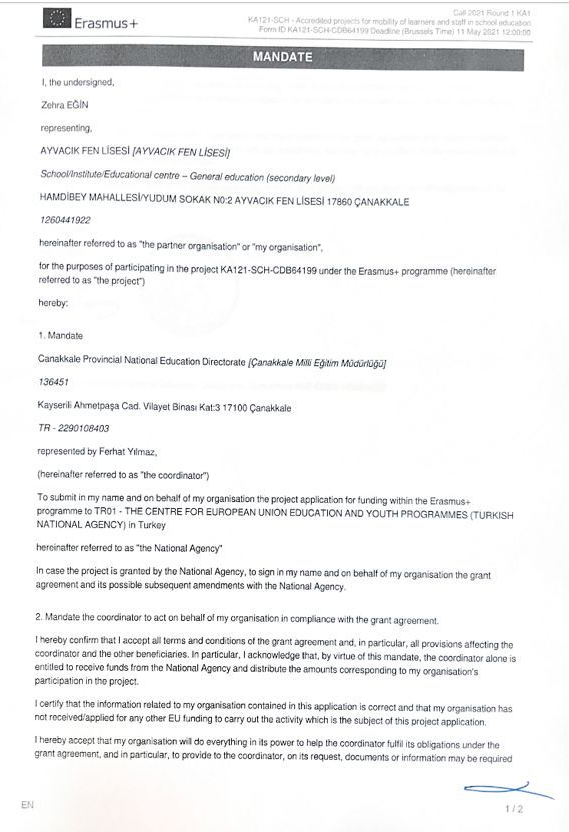 Erasmus+
Call 2021 Round 1 KA1
KA121-SCH - Accredited projects for mobility of learners and staff in school education
Form ID KA121-SCH-CDB64199 Deadline (Brussels Time) 11 May 2021 12:00:00
MANDATE
I, the undersigned,
Zehra EĞİN
representing,
AYVACIK FEN LİSESİ [AYVACIK FEN LİSESİ]
School/Institute/Educational centre – General education (secondary level)
HAMDİBEY MAHALLESİ/YUDUM SOKAK N0:2 AYVACIK FEN LİSESİ 17860 ÇANAKKALE
1260441922
hereinafter referred to as "the partner organisation" or "my organisation",
for the purposes of participating in the project KA121-SCH-CDB64199 under the Erasmus+ programme (hereinafter
referred to as "the project")
hereby:
1. Mandate
Canakkale Provincial National Education Directorate [Çanakkale Milli Eğitim Müdürlüğü]
136451
Kayserili Ahmetpaşa Cad. Vilayet Binası Kat:3 17100 Çanakkale
TR - 2290108403
represented by Ferhat Yılmaz,
(hereinafter referred to as "the coordinator")
To submit in my name and on behalf of my organisation the project application for funding within the Erasmus+
programme to TR01 - THE CENTRE FOR EUROPEAN UNION EDUCATION AND YOUTH PROGRAMMES (TURKISH
NATIONAL AGENCY) in Turkey
hereinafter referred to as "the National Agency"
In case the project is granted by the National Agency, to sign in my name and on behalf of my organisation the grant
agreement and its possible subsequent amendments with the National Agency.
2. Mandate the coordinator to act on behalf of my organisation in compliance with the grant agreement.
I hereby confirm that I accept all terms and conditions of the grant agreement and, in particular, all provisions affecting the
coordinator and the other beneficiaries. In particular, I acknowledge that, by virtue of this mandate, the coordinator alone is
entitled to receive funds from the National Agency and distribute the amounts corresponding to my organisation's
participation in the project.
I certify that the information related to my organisation contained in this application is correct and that my organisation has
not received/applied for any other EU funding to carry out the activity which is the subject of this project application.
I hereby accept that my organisation will do everything in its power to help the coordinator fulfil its obligations under the
grant agreement, and in particular, to provide to the coordinator, on its request, documents or information may be required
EN
1 / 2